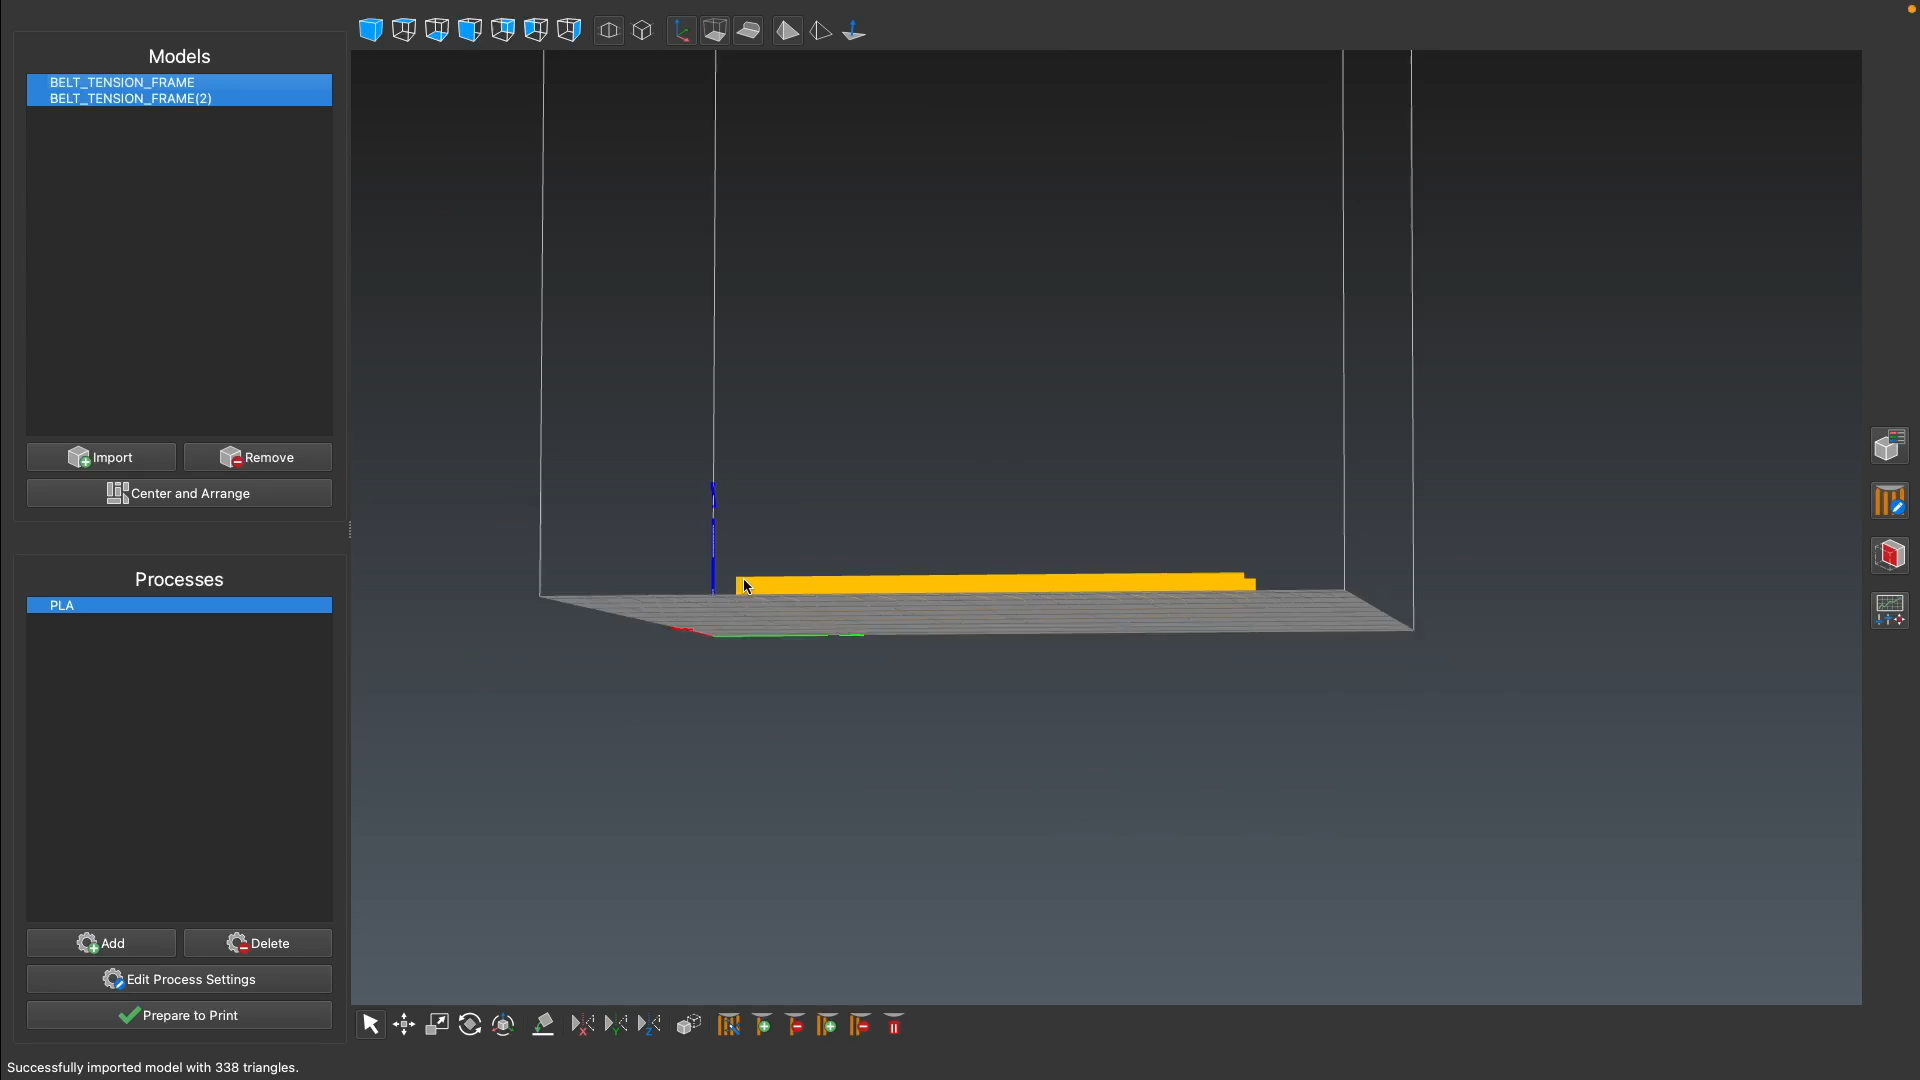 Models
BELT_TENSION_FRAME
BELT_TENSION_FRAME(2)
Import
Remove
Center and Arrange
Processes
PLA
Add
Delete
Edit Process Settings
Prepare to Print
X
Y
Z
Successfully imported model with 338 triangles.